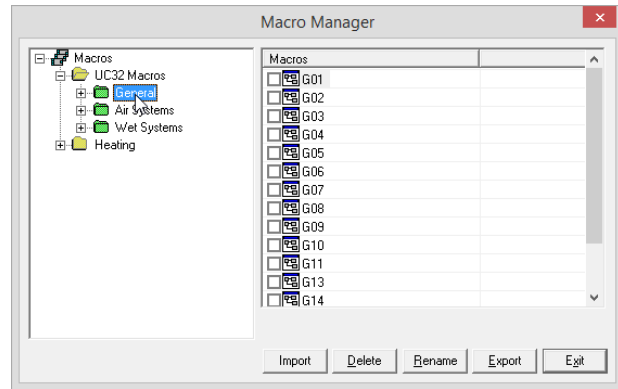 Macro Manager
Macros
UC32 Macros
General
Air Systems
Wet Systems
Heating
Macros
G01
G02
G03
G04
G05
G06
G07
G08
G09
G10
G11
G13
G14
Import Delete Rename Export Exit